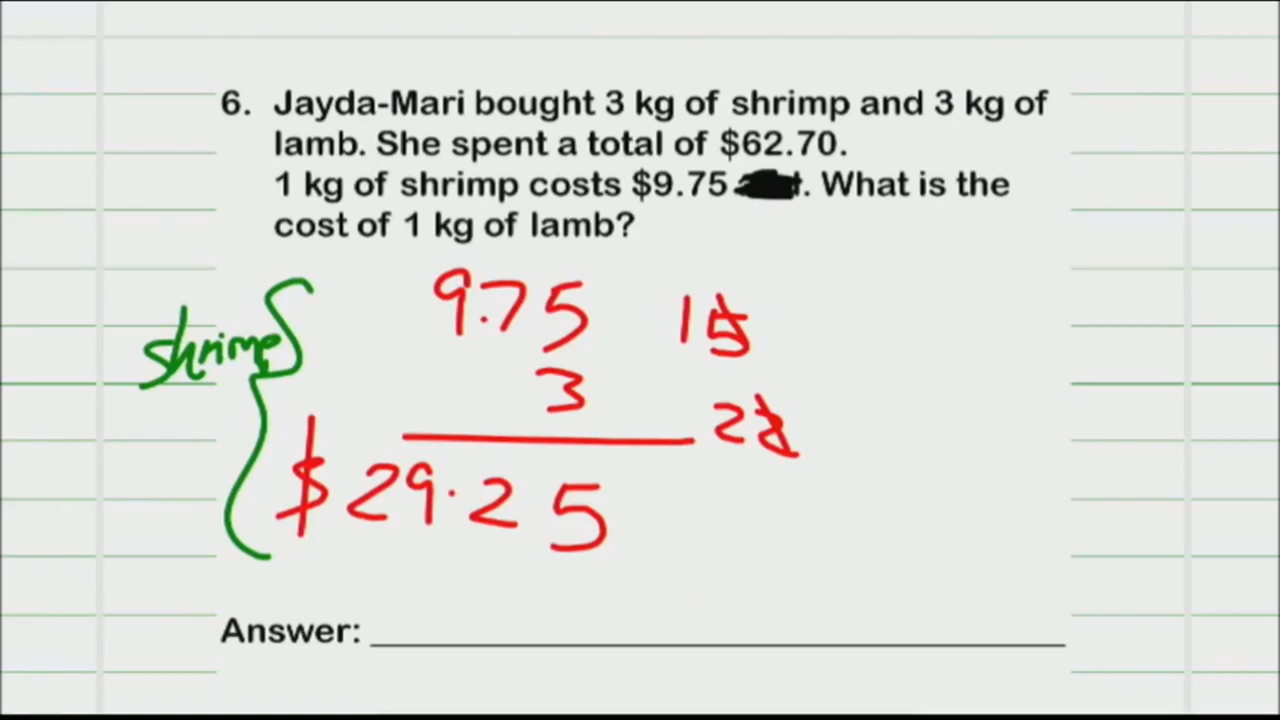 6. Jayda-Mari bought 3 kg of shrimp and 3 kg of
lamb. She spent a total of $62.70.
1 kg of shrimp costs $9.75 . What is the
cost of 1 kg of lamb?
9.75 15
shrimp
3
22
$29.25
Answer: